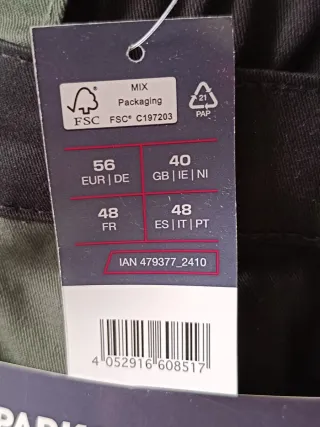 MIX
Packaging
FSC
FSC® C197203
21
PAP
56
EUR | DE
40
GB | IE | NI
48
FR
48
ES | IT | PT
IAN 479377_2410
4 052916 608517